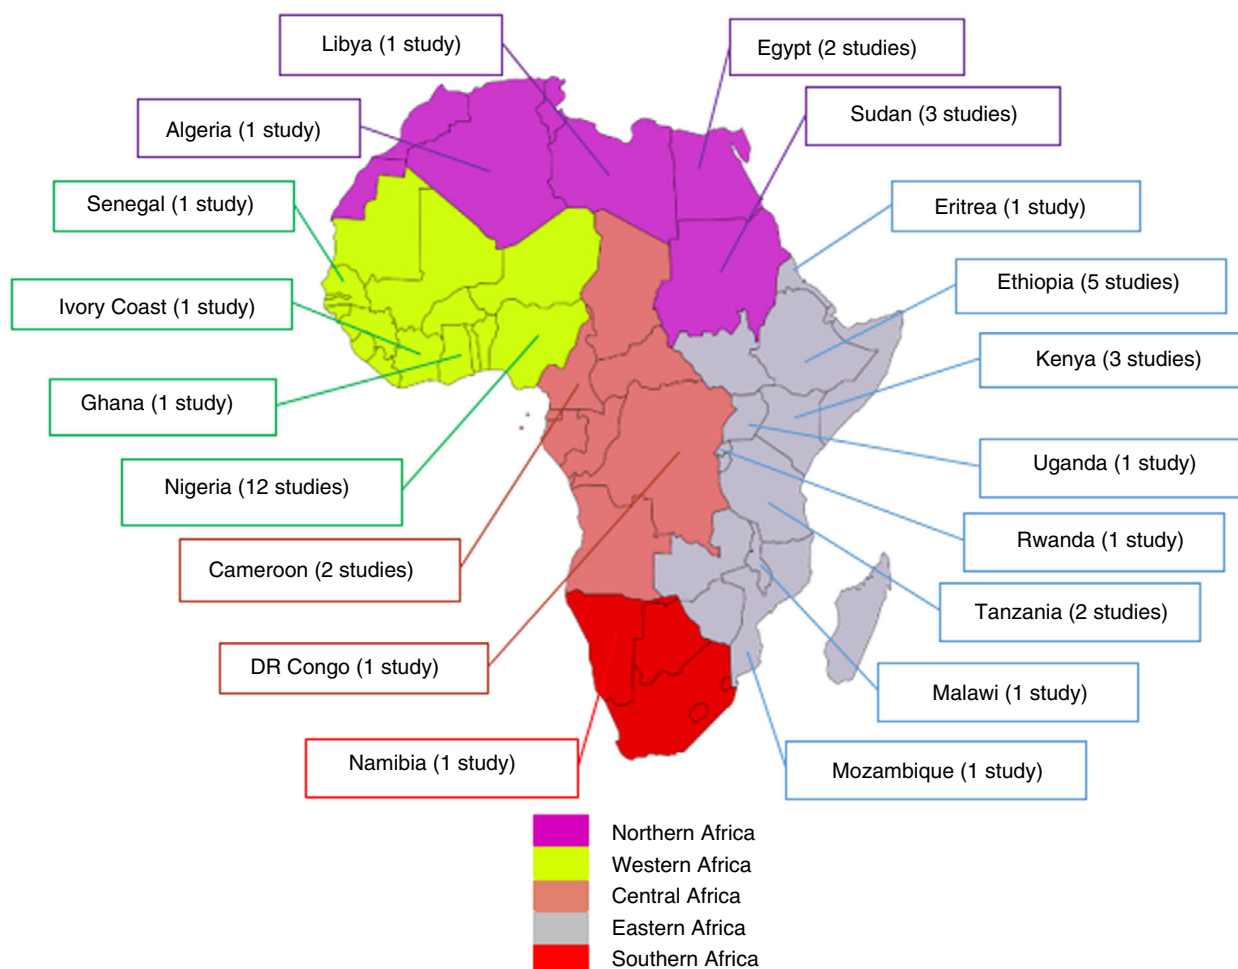 Libya (1 study)
Egypt (2 studies)
Algeria (1 study)
Sudan (3 studies)
Senegal (1 study)
Eritrea (1 study)
Ivory Coast (1 study)
Ethiopia (5 studies)
Ghana (1 study)
Kenya (3 studies)
Nigeria (12 studies)
Uganda (1 study)
Cameroon (2 studies)
Rwanda (1 study)
DR Congo (1 study)
Tanzania (2 studies)
Malawi (1 study)
Namibia (1 study)
Mozambique (1 study)
Northern Africa
Western Africa
Central Africa
Eastern Africa
Southern Africa